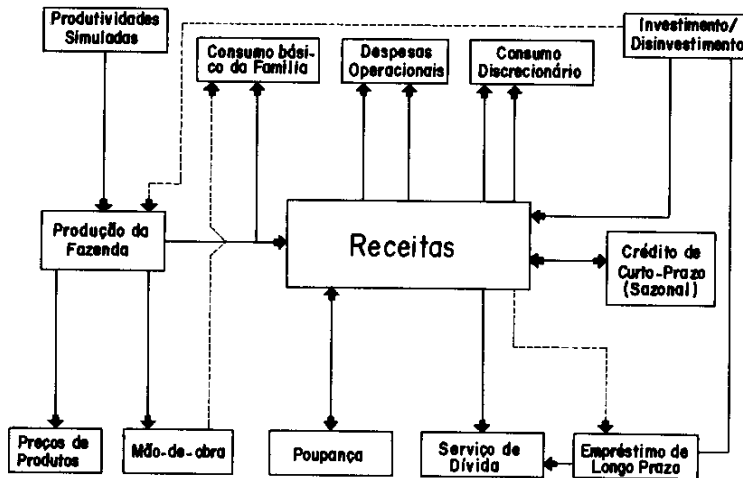 Produtividades
Simuladas
Consumo bási-
co da Família
Despesas
Operacionais
Consumo
Discrecionário
Investimento/
Disinvestimento
Produção da
Fazenda
Receitas
Crédito de
Curto-Prazo
(Sazonal)
Preços de
Produtos
Mão-de-obra
Poupança
Serviço de
Dívida
Empréstimo de
Longo Prazo